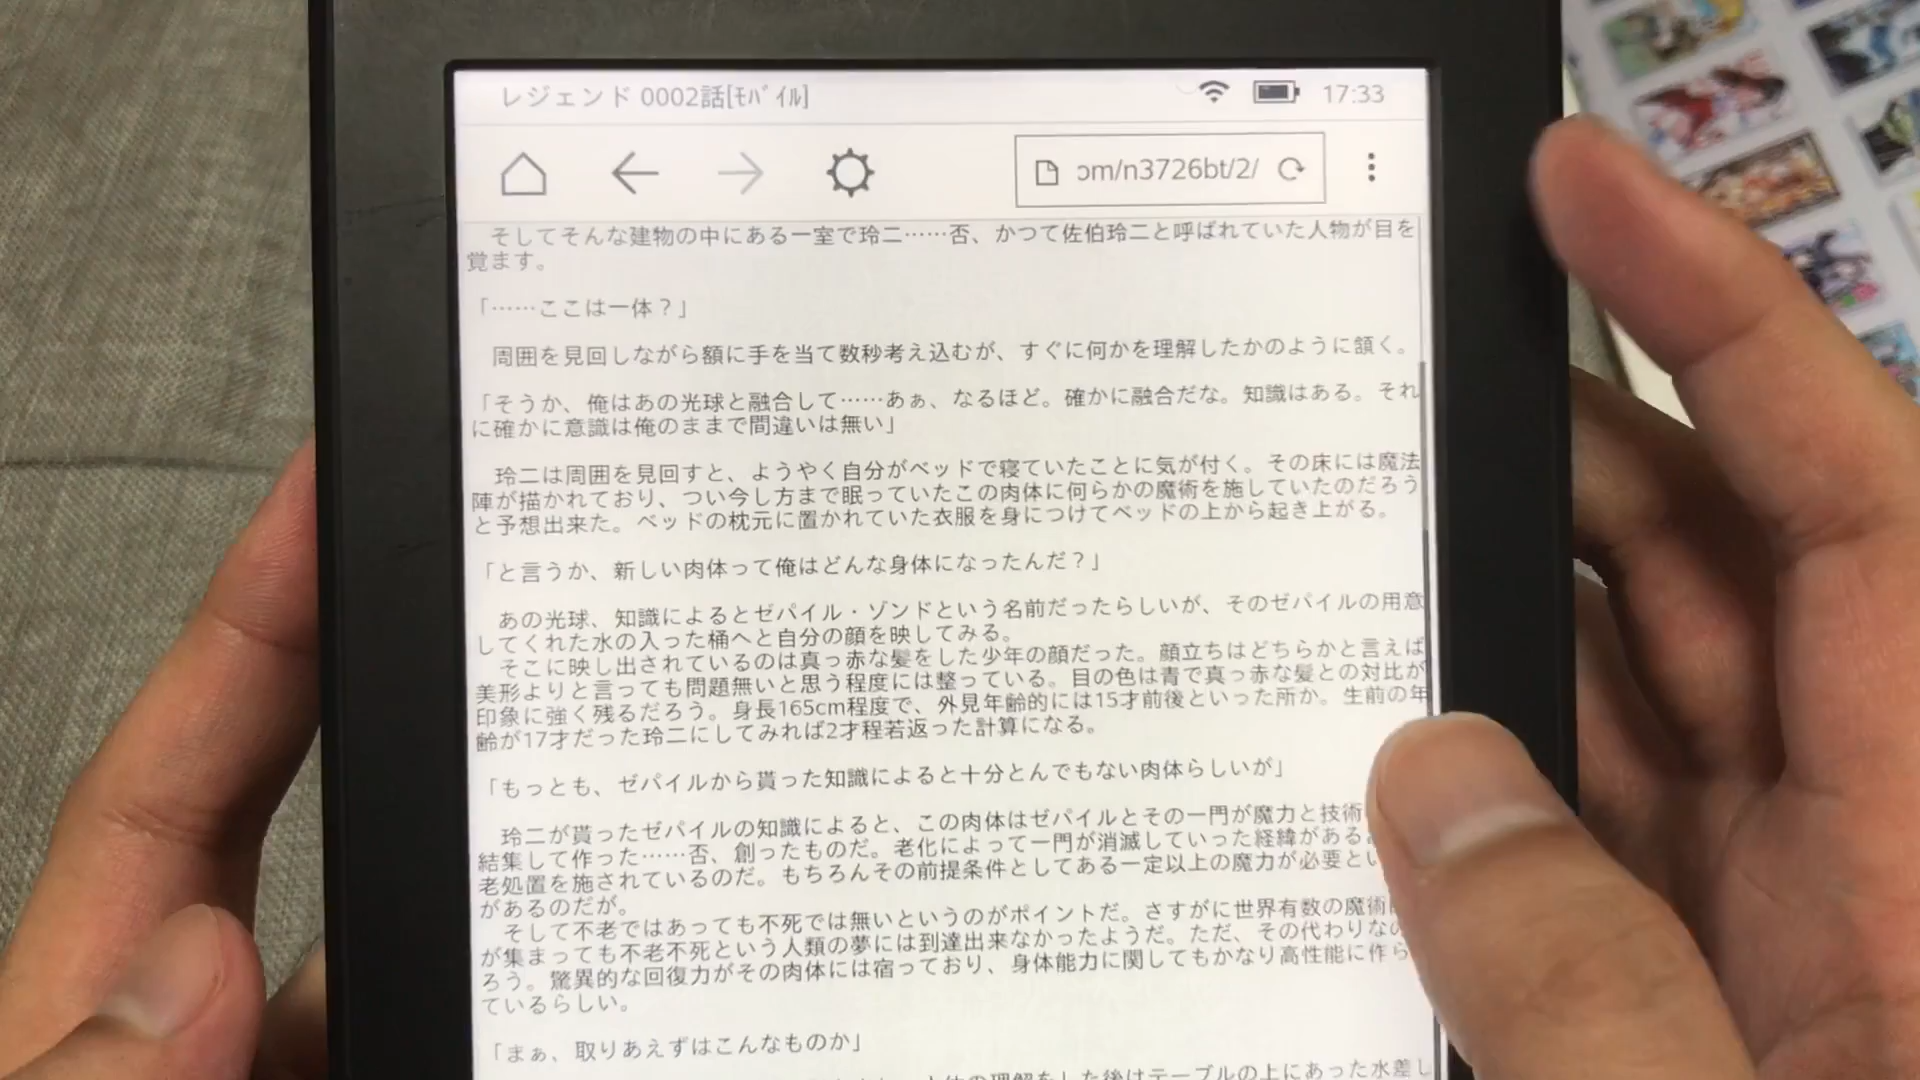 レジェンド 0002話[ﾓﾊﾞｲﾙ]
17:33
om/n3726bt/2/
そしてそんな建物の中にある一室で玲二……否、かつて佐伯玲二と呼ばれていた人物が目を
覚ます。
「……ここは一体？」
周囲を見回しながら額に手を当て数秒考え込むが、すぐに何かを理解したかのように頷く。
「そうか、俺はあの光球と融合して……あぁ、なるほど。確かに融合だな。知識はある。それ
に確かに意識は俺のままで間違いは無い」
玲二は周囲を見回すと、ようやく自分がベッドで寝ていたことに気が付く。その床には魔法
陣が描かれており、つい今し方まで眠っていたこの肉体に何らかの魔術を施していたのだろう
と予想出来た。ベッドの枕元に置かれていた衣服を身につけてベッドの上から起き上がる。
「と言うか、新しい肉体って俺はどんな身体になったんだ？」
あの光球、知識によるとゼパイル・ゾンドという名前だったらしいが、そのゼパイルの用意
してくれた水の入った桶へと自分の顔を映してみる。
そこに映し出されているのは真っ赤な髪をした少年の顔だった。顔立ちはどちらかと言えば
美形よりと言っても問題無いと思う程度には整っている。目の色は青で真っ赤な髪との対比が
印象に強く残るだろう。身長165cm程度で、外見年齢的には15才前後といった所か。生前の年
齢が17才だった玲二にしてみれば2才程若返った計算になる。
「もっとも、ゼパイルから貰った知識によると十分とんでもない肉体らしいが」
玲二が貰ったゼパイルの知識によると、この肉体はゼパイルとその一門が魔力と技術
結集して作った……否、創ったものだ。老化によって一門が消滅していった経緯がある
老処置を施されているのだ。もちろんその前提条件としてある一定以上の魔力が必要とい
があるのだが。
そして不老ではあっても不死では無いというのがポイントだ。さすがに世界有数の魔術
が集まっても不老不死という人類の夢には到達出来なかったようだ。ただ、その代わりなの
ろう。驚異的な回復力がその肉体には宿っており、身体能力に関してもかなり高性能に作ら
ているらしい。
「まぁ、取りあえずはこんなものか」
の理解をした後はテーブルの上にあった水差し